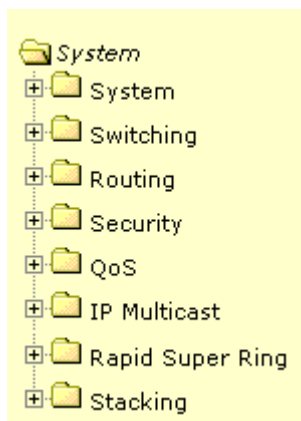 System
System
Switching
Routing
Security
QoS
IP Multicast
Rapid Super Ring
Stacking